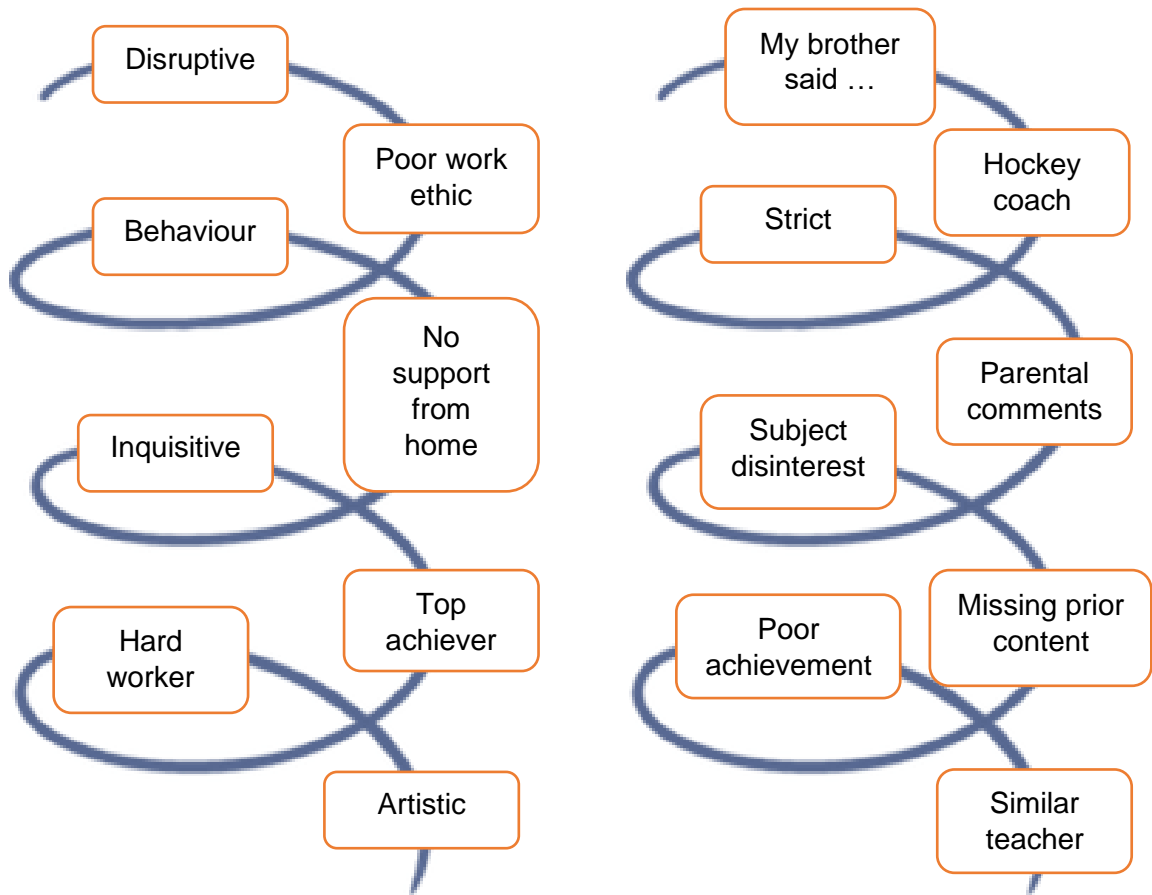 Disruptive
Poor work
ethic
Behaviour
No
support
from
home
Inquisitive
Top
achiever
Hard
worker
Artistic
My brother
said …
Hockey
coach
Strict
Parental
comments
Subject
disinterest
Missing prior
content
Poor
achievement
Similar
teacher